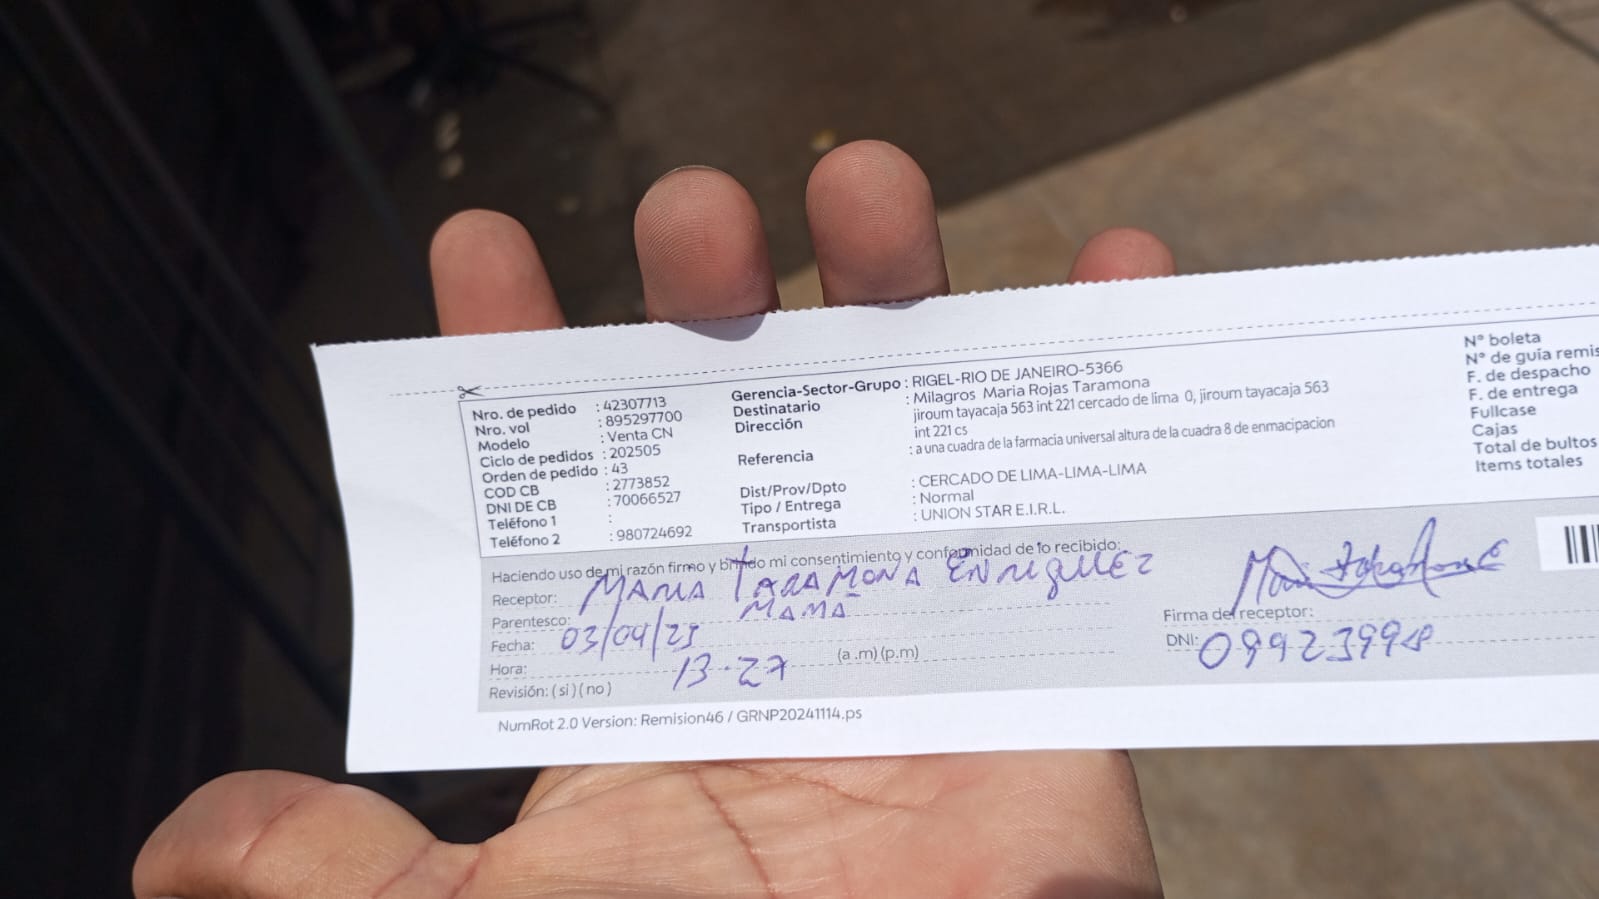 Nro. de pedido : 42307713
Nro. vol : 895297700
Modelo : Venta CN
Ciclo de pedidos : 202505
Orden de pedido : 43
COD CB : 2773852
DNI DE CB : 70066527
Teléfono 1 :
Teléfono 2 : 980724692
Gerencia-Sector-Grupo : RIGEL-RIO DE JANEIRO-5366
Destinatario : Milagros Maria Rojas Taramona
Dirección : jiroum tayacaja 563 int 221 cercado de lima 0, jiroum tayacaja 563
int 221 cs
Referencia : a una cuadra de la farmacia universal altura de la cuadra 8 de enmacipacion
Dist/Prov/Dpto : CERCADO DE LIMA-LIMA-LIMA
Tipo / Entrega : Normal
Transportista : UNION STAR E.I.R.L.
N° boleta
N° de guía remis
F. de despacho
F. de entrega
Fullcase
Cajas
Total de bultos
Items totales
Haciendo uso de mi razón firmo y brindo mi consentimiento y conformidad de lo recibido:
Receptor: MARIA TARAMONA ENRIQUEZ
Parentesco: MAMÁ
Fecha: 03/04/25
Hora: 13.27 (a .m) (p.m)
Revisión: ( si ) ( no )
Firma del receptor:
DNI: 09923998
NumRot 2.0 Version: Remision46 / GRNP20241114.ps